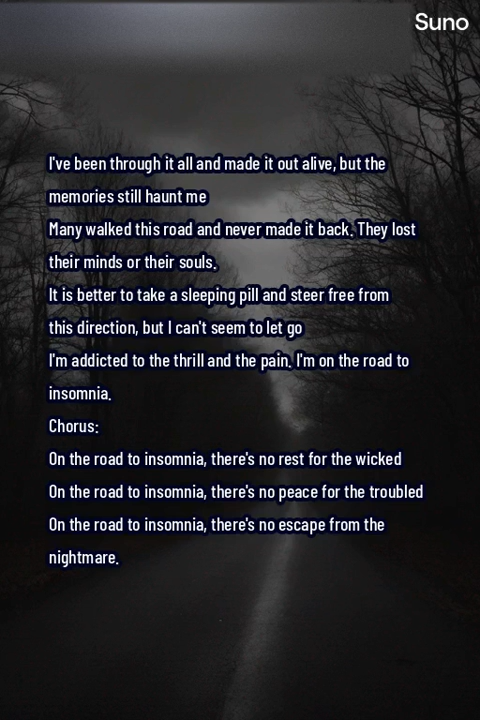 Suno
I've been through it all and made it out alive, but the
memories still haunt me
Many walked this road and never made it back. They lost
their minds or their souls.
It is better to take a sleeping pill and steer free from
this direction, but I can't seem to let go
I'm addicted to the thrill and the pain. I'm on the road to
insomnia.
Chorus:
On the road to insomnia, there's no rest for the wicked
On the road to insomnia, there's no peace for the troubled
On the road to insomnia, there's no escape from the
nightmare.